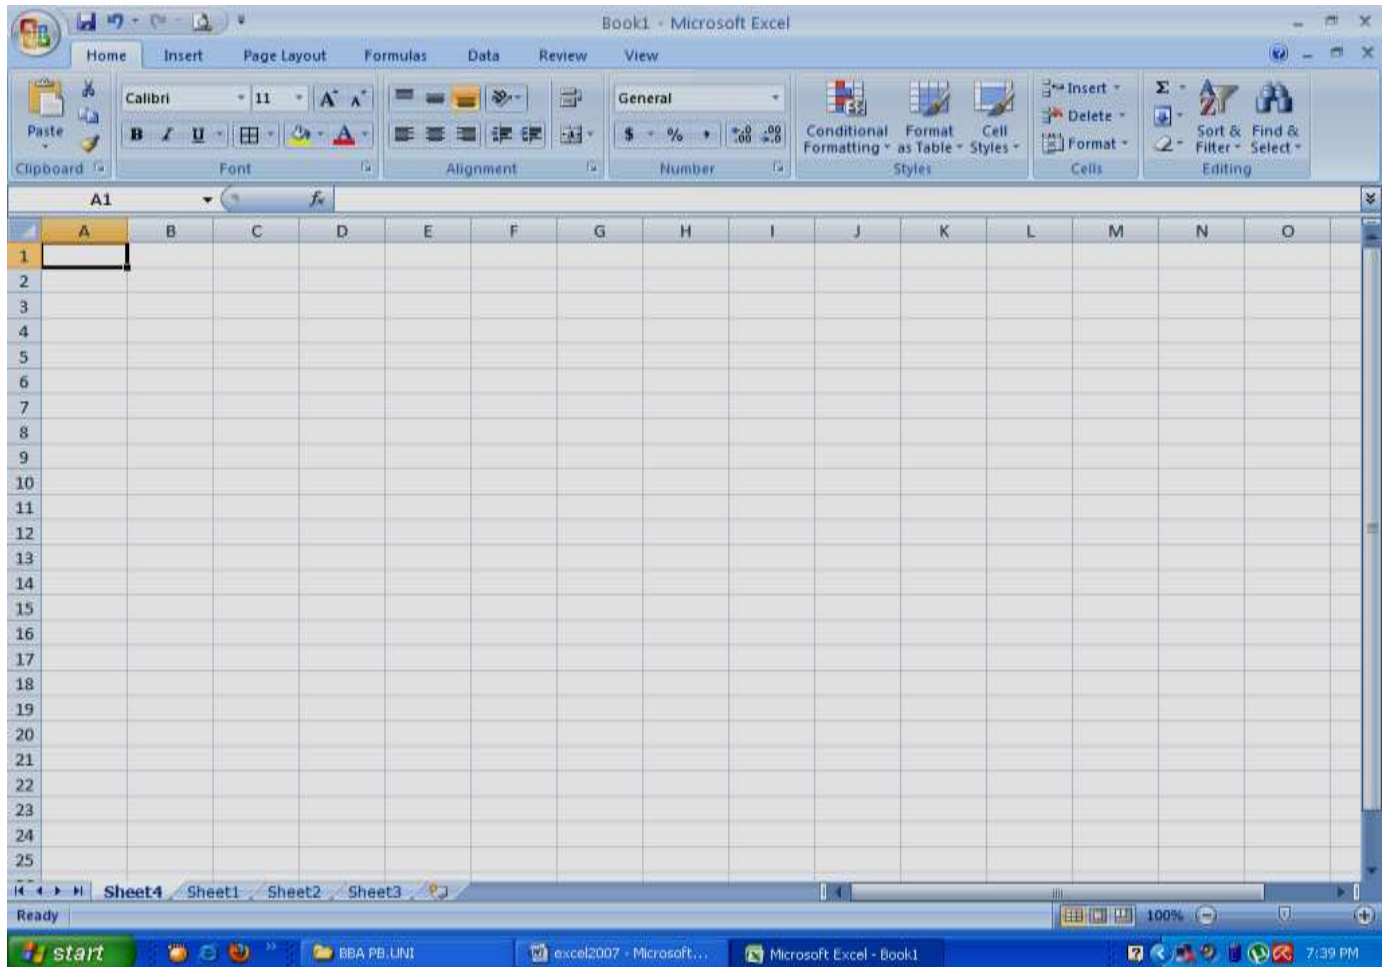 Book1 - Microsoft Excel
Home Insert Page Layout Formulas Data Review View
Paste
Clipboard
Calibri 11 A A
B I U A
Font
Alignment
General
$ % , .00 .00 .0
Number
Conditional Formatting
Format as Table
Cell Styles
Styles
Insert
Delete
Format
Cells
Σ
Sort & Filter
Find & Select
Editing
A1 fx
A B C D E F G H I J K L M N O
1
2
3
4
5
6
7
8
9
10
11
12
13
14
15
16
17
18
19
20
21
22
23
24
25
Sheet4 Sheet1 Sheet2 Sheet3
Ready 100%
start BBA PB.UNI excel2007 - Microsoft... Microsoft Excel - Book1 7:39 PM